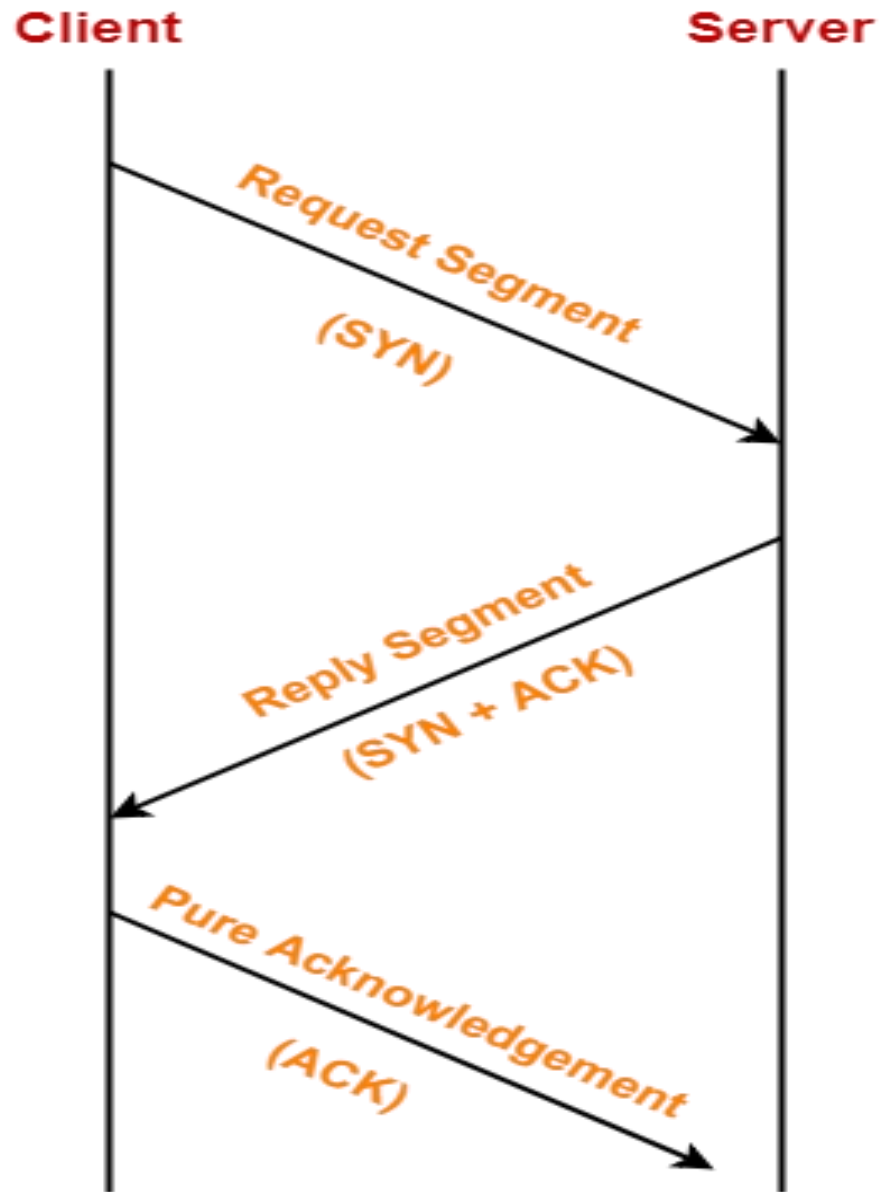 Client
Server
Request Segment
(SYN)
Reply Segment
(SYN + ACK)
Pure Acknowledgement
(ACK)